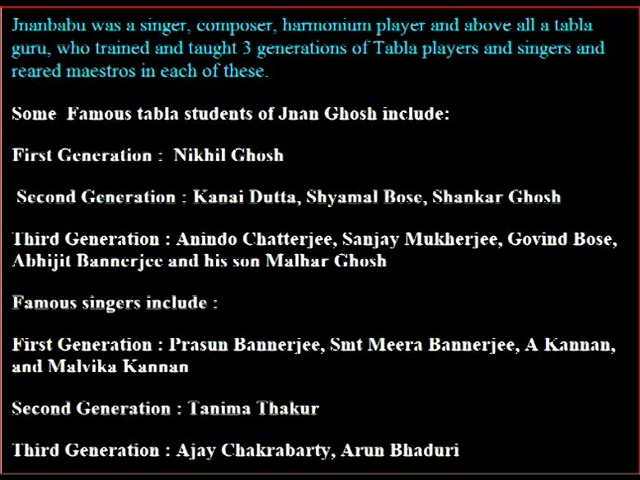 Jnanbabu was a singer, composer, harmonium player and above all a tabla
guru, who trained and taught 3 generations of Tabla players and singers and
reared maestros in each of these.
Some Famous tabla students of Jnan Ghosh include:
First Generation : Nikhil Ghosh
Second Generation : Kanai Dutta, Shyamal Bose, Shankar Ghosh
Third Generation : Anindo Chatterjee, Sanjay Mukherjee, Govind Bose,
Abhijit Bannerjee and his son Malhar Ghosh
Famous singers include :
First Generation : Prasun Bannerjee, Smt Meera Bannerjee, A Kannan,
and Malvika Kannan
Second Generation : Tanima Thakur
Third Generation : Ajay Chakrabarty, Arun Bhaduri